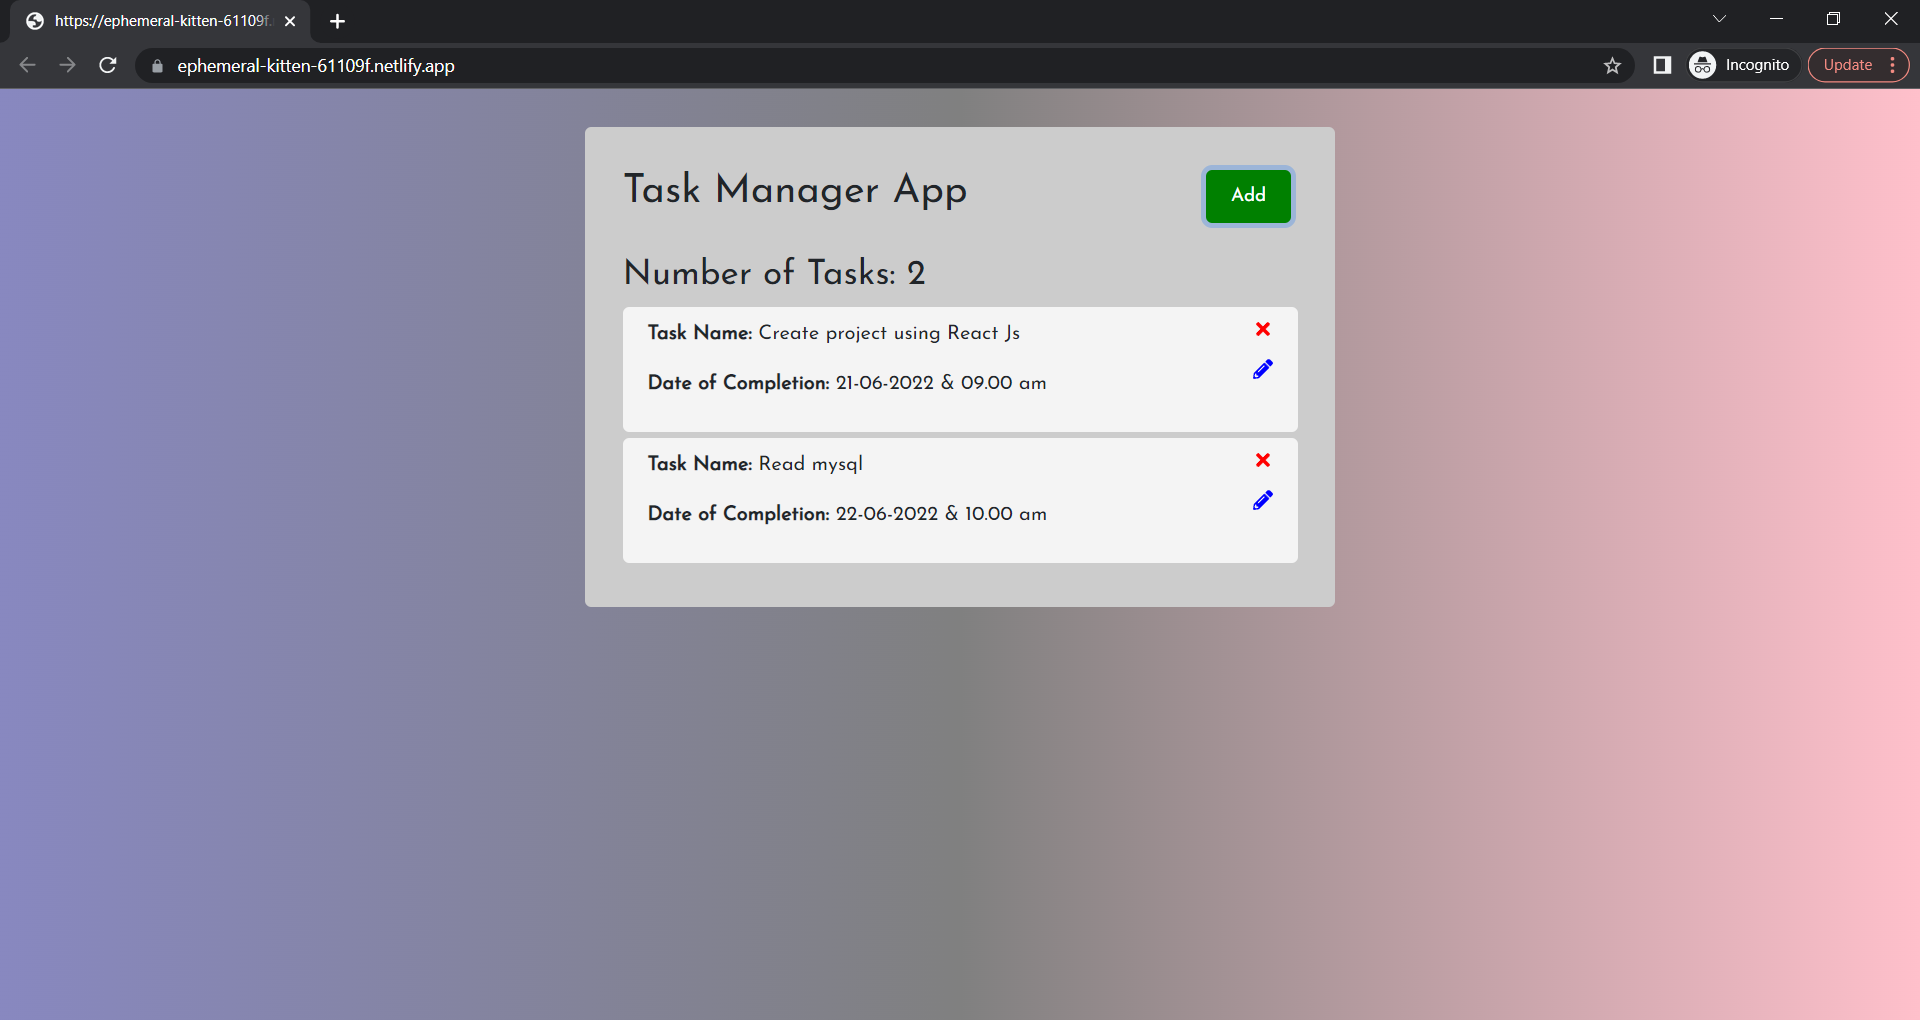 https://ephemeral-kitten-61109f.
ephemeral-kitten-61109f.netlify.app
Incognito
Update
Task Manager App
Add
Number of Tasks: 2
Task Name: Create project using React Js
Date of Completion: 21-06-2022 & 09.00 am
Task Name: Read mysql
Date of Completion: 22-06-2022 & 10.00 am